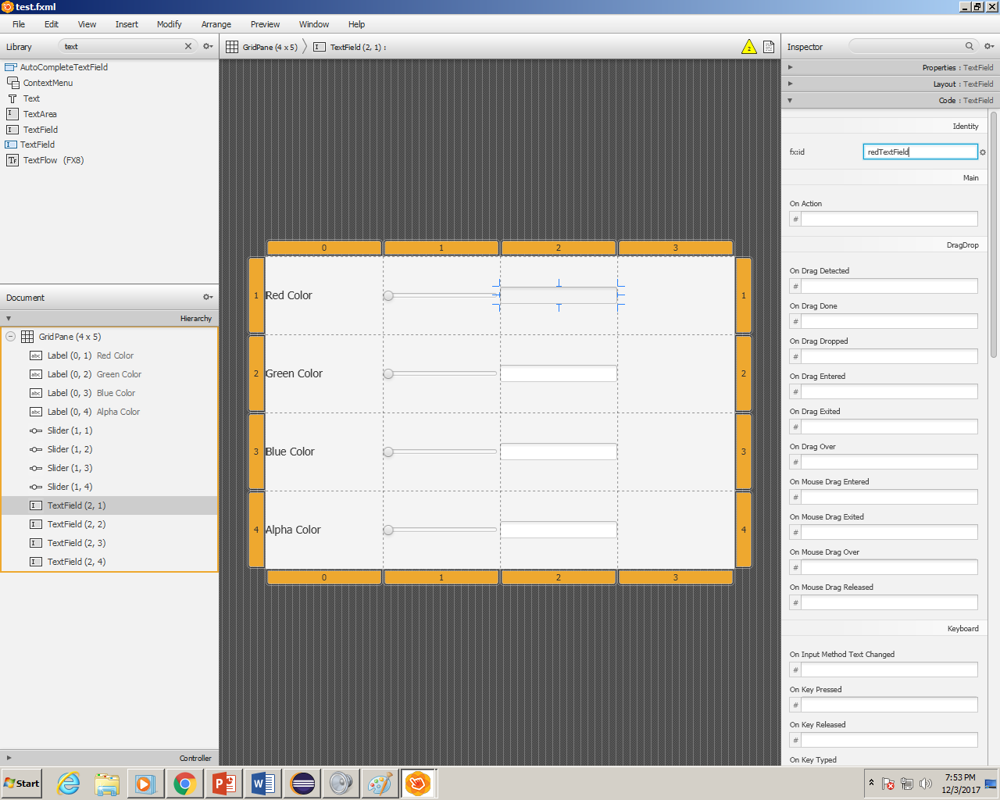 test.fxml
File Edit View Insert Modify Arrange Preview Window Help
Library text
AutoCompleteTextField
ContextMenu
Text
TextArea
TextField
TextField
TextFlow (FX8)
Document
Hierarchy
GridPane (4 x 5)
Label (0, 1) Red Color
Label (0, 2) Green Color
Label (0, 3) Blue Color
Label (0, 4) Alpha Color
Slider (1, 1)
Slider (1, 2)
Slider (1, 3)
Slider (1, 4)
TextField (2, 1)
TextField (2, 2)
TextField (2, 3)
TextField (2, 4)
Controller
GridPane (4 x 5) TextField (2, 1) :
2
0 1 2 3
1 Red Color 1
2 Green Color 2
3 Blue Color 3
4 Alpha Color 4
0 1 2 3
Inspector
Properties : TextField
Layout : TextField
Code : TextField
Identity
fx:id redTextField
Main
On Action
#
DragDrop
On Drag Detected
#
On Drag Done
#
On Drag Dropped
#
On Drag Entered
#
On Drag Exited
#
On Drag Over
#
On Mouse Drag Entered
#
On Mouse Drag Exited
#
On Mouse Drag Over
#
On Mouse Drag Released
#
Keyboard
On Input Method Text Changed
#
On Key Pressed
#
On Key Released
#
On Key Typed
Start
7:53 PM
12/3/2017